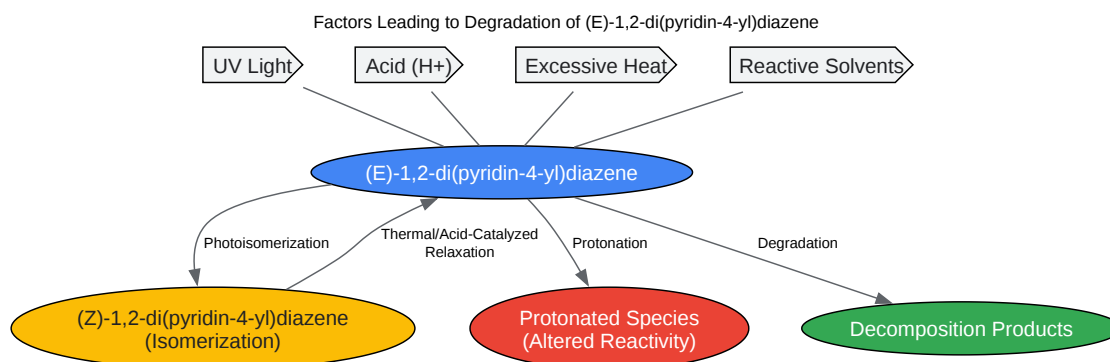 Factors Leading to Degradation of (E)-1,2-di(pyridin-4-yl)diazene
UV Light
Acid (H+)
Excessive Heat
Reactive Solvents
(E)-1,2-di(pyridin-4-yl)diazene
Photoisomerization
Thermal/Acid-Catalyzed
Relaxation
Protonation
Degradation
(Z)-1,2-di(pyridin-4-yl)diazene
(Isomerization)
Protonated Species
(Altered Reactivity)
Decomposition Products